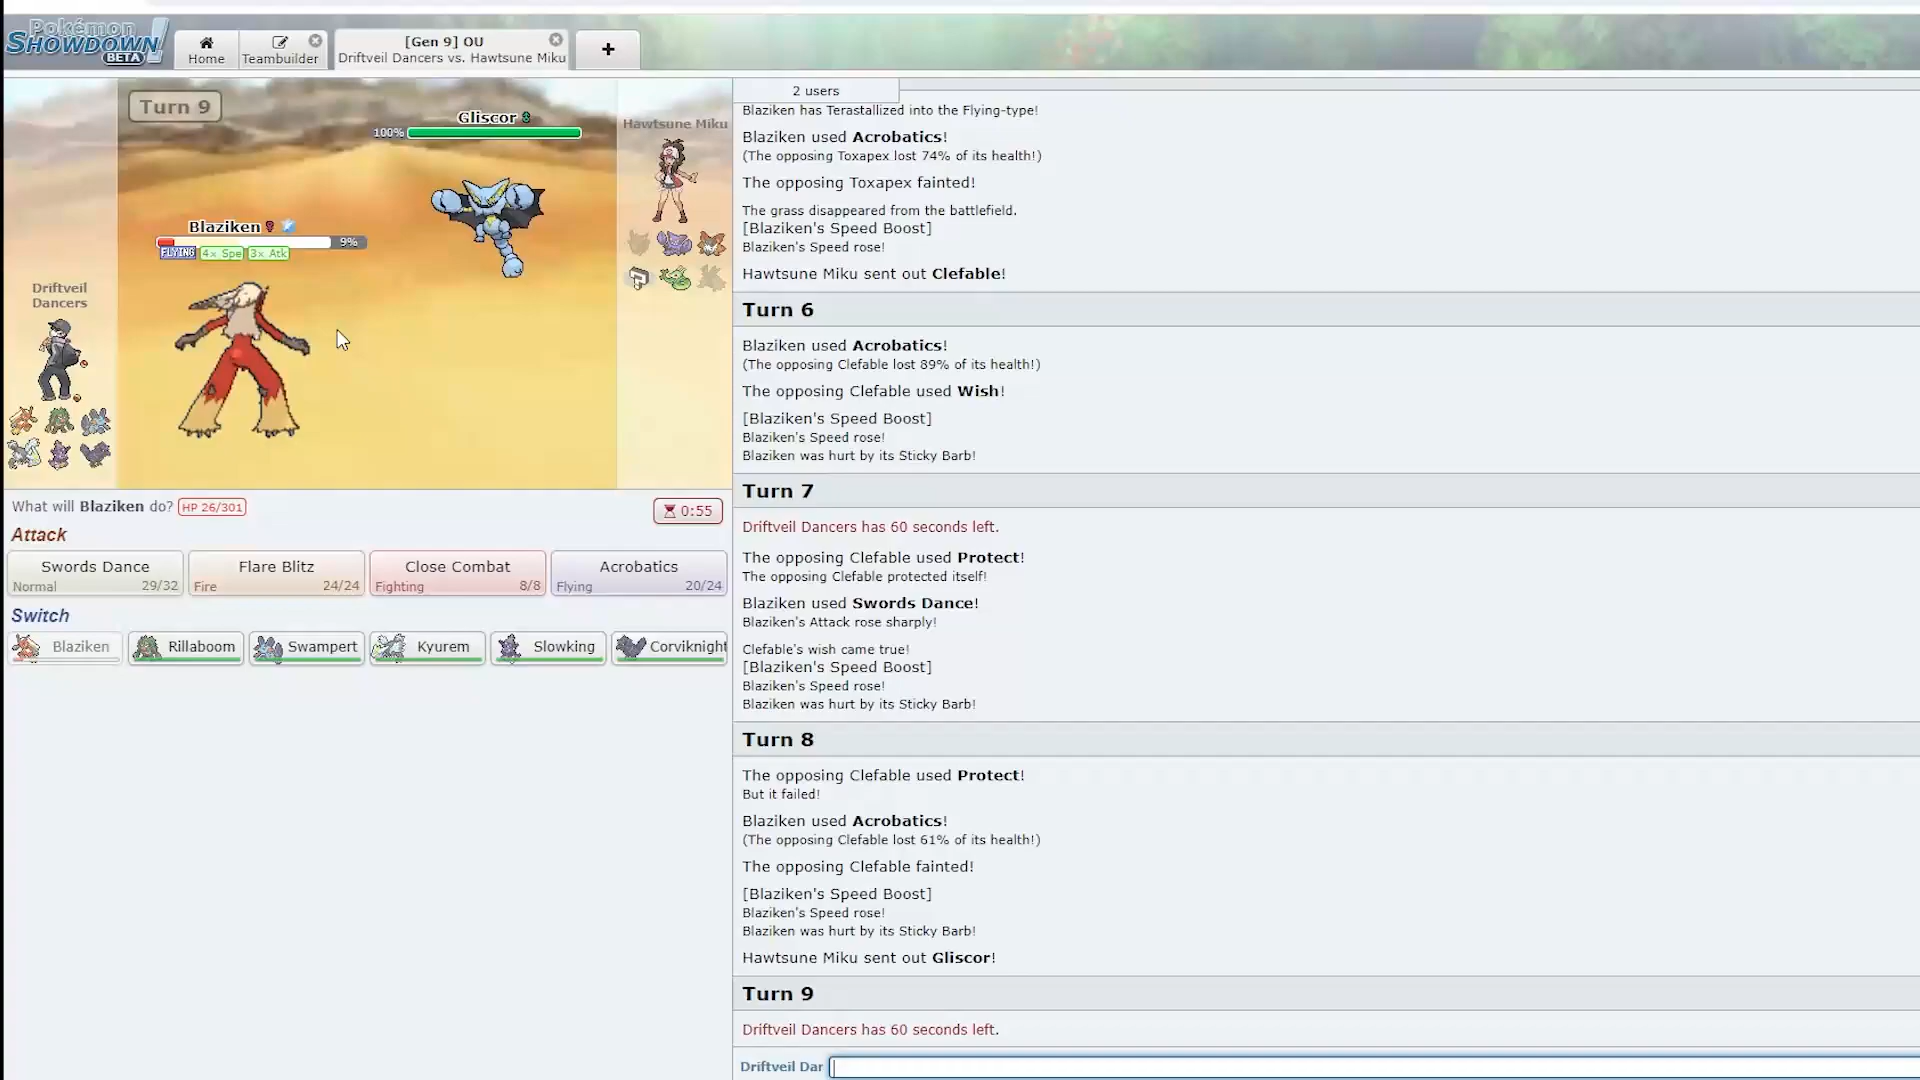 Pokémon
SHOWDOWN!
BETA
Home
Teambuilder
[Gen 9] OU
Driftveil Dancers vs. Hawtsune Miku
+
Turn 9
Gliscor
100%
Hawtsune Miku
Blaziken
9%
FLYING 4× Spe 3× Atk
Driftveil
Dancers
What will Blaziken do? HP 26/301
0:55
Attack
Swords Dance
Normal 29/32
Flare Blitz
Fire 24/24
Close Combat
Fighting 8/8
Acrobatics
Flying 20/24
Switch
Blaziken
Rillaboom
Swampert
Kyurem
Slowking
Corviknight
2 users
Blaziken has Terastallized into the Flying-type!
Blaziken used Acrobatics!
(The opposing Toxapex lost 74% of its health!)
The opposing Toxapex fainted!
The grass disappeared from the battlefield.
[Blaziken's Speed Boost]
Blaziken's Speed rose!
Hawtsune Miku sent out Clefable!
Turn 6
Blaziken used Acrobatics!
(The opposing Clefable lost 89% of its health!)
The opposing Clefable used Wish!
[Blaziken's Speed Boost]
Blaziken's Speed rose!
Blaziken was hurt by its Sticky Barb!
Turn 7
Driftveil Dancers has 60 seconds left.
The opposing Clefable used Protect!
The opposing Clefable protected itself!
Blaziken used Swords Dance!
Blaziken's Attack rose sharply!
Clefable's wish came true!
[Blaziken's Speed Boost]
Blaziken's Speed rose!
Blaziken was hurt by its Sticky Barb!
Turn 8
The opposing Clefable used Protect!
But it failed!
Blaziken used Acrobatics!
(The opposing Clefable lost 61% of its health!)
The opposing Clefable fainted!
[Blaziken's Speed Boost]
Blaziken's Speed rose!
Blaziken was hurt by its Sticky Barb!
Hawtsune Miku sent out Gliscor!
Turn 9
Driftveil Dancers has 60 seconds left.
Driftveil Dar